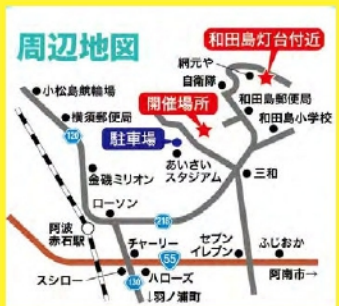 周辺地図
和田島灯台付近
網元や
自衛隊
小松島競輪場
開催場所
和田島郵便局
横須郵便局
和田島小学校
120
駐車場
あいさい
スタジアム
三和
金磯ミリオン
ローソン
218
阿波
赤石駅
チャーリー
セブン
イレブン
ふじおか
55
スシロー
130
ハローズ
阿南市→
↓羽ノ浦町